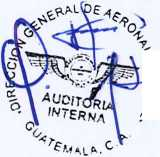 DIRECCION GENERAL DE AERONA
AUDITORIA
INTERNA
GUATEMALA, C. A.